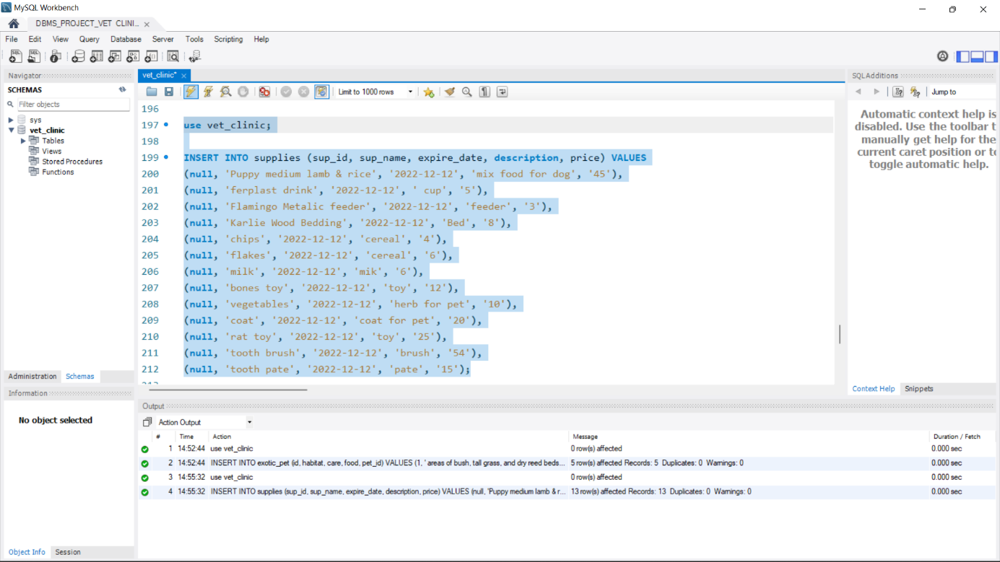 MySQL Workbench
DBMS_PROJECT_VET CLINI... ×
File Edit View Query Database Server Tools Scripting Help
Navigator
SCHEMAS
Filter objects
sys
vet_clinic
Tables
Views
Stored Procedures
Functions
Administration Schemas
Information
No object selected
Object Info Session
vet_clinic* ×
Limit to 1000 rows
196
197 use vet_clinic;
198
199 INSERT INTO supplies (sup_id, sup_name, expire_date, description, price) VALUES
200 (null, 'Puppy medium lamb & rice', '2022-12-12', 'mix food for dog', '45'),
201 (null, 'ferplast drink', '2022-12-12', ' cup', '5'),
202 (null, 'Flamingo Metalic feeder', '2022-12-12', 'feeder', '3'),
203 (null, 'Karlie Wood Bedding', '2022-12-12', 'Bed', '8'),
204 (null, 'chips', '2022-12-12', 'cereal', '4'),
205 (null, 'flakes', '2022-12-12', 'cereal', '6'),
206 (null, 'milk', '2022-12-12', 'mik', '6'),
207 (null, 'bones toy', '2022-12-12', 'toy', '12'),
208 (null, 'vegetables', '2022-12-12', 'herb for pet', '10'),
209 (null, 'coat', '2022-12-12', 'coat for pet', '20'),
210 (null, 'rat toy', '2022-12-12', 'toy', '25'),
211 (null, 'tooth brush', '2022-12-12', 'brush', '54'),
212 (null, 'tooth pate', '2022-12-12', 'pate', '15');
SQLAdditions
Jump to
Automatic context help is
disabled. Use the toolbar t
manually get help for the
current caret position or to
toggle automatic help.
Context Help Snippets
Output
Action Output
# Time Action Message Duration / Fetch
1 14:52:44 use vet_clinic 0 row(s) affected 0.000 sec
2 14:52:44 INSERT INTO exotic_pet (id, habitat, care, food, pet_id) VALUES (1, ' areas of bush, tall grass, and dry reed beds... 5 row(s) affected Records: 5 Duplicates: 0 Warnings: 0 0.000 sec
3 14:55:32 use vet_clinic 0 row(s) affected 0.000 sec
4 14:55:32 INSERT INTO supplies (sup_id, sup_name, expire_date, description, price) VALUES (null, 'Puppy medium lamb & r... 13 row(s) affected Records: 13 Duplicates: 0 Warnings: 0 0.000 sec